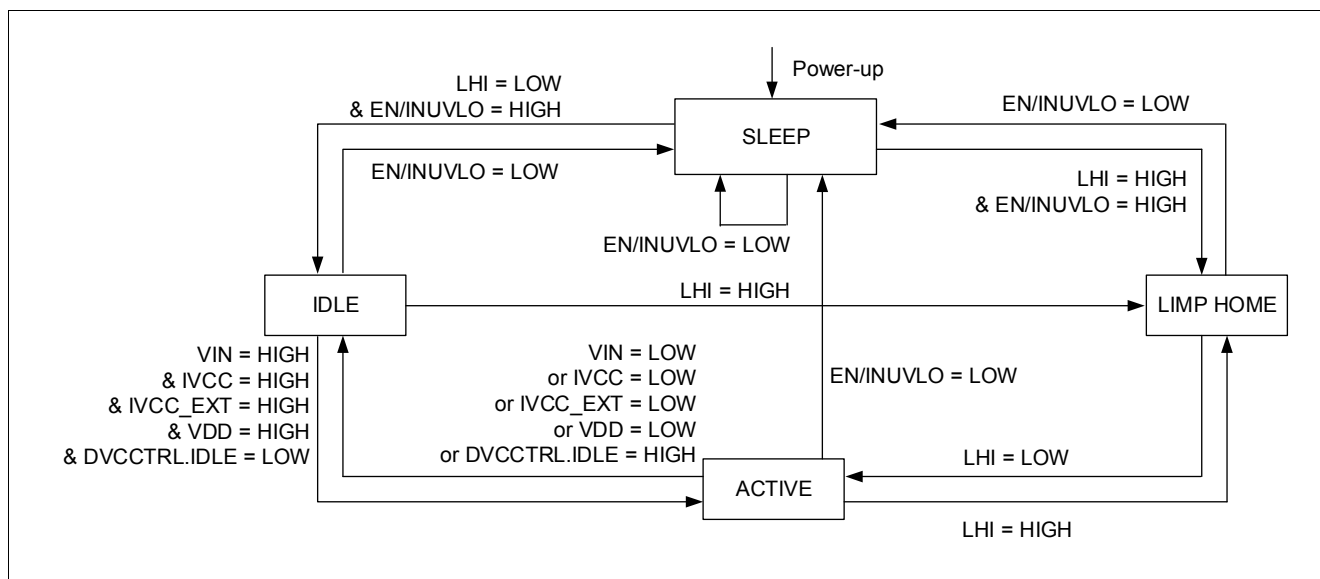 Power-up
LHI = LOW
& EN/INUVLO = HIGH
EN/INUVLO = LOW
SLEEP
EN/INUVLO = LOW
LHI = HIGH
& EN/INUVLO = HIGH
EN/INUVLO = LOW
IDLE
LHI = HIGH
LIMP HOME
VIN = HIGH
& IVCC = HIGH
& IVCC_EXT = HIGH
& VDD = HIGH
& DVCCTRL.IDLE = LOW
VIN = LOW
or IVCC = LOW
or IVCC_EXT = LOW
or VDD = LOW
or DVCCTRL.IDLE = HIGH
EN/INUVLO = LOW
LHI = LOW
ACTIVE
LHI = HIGH